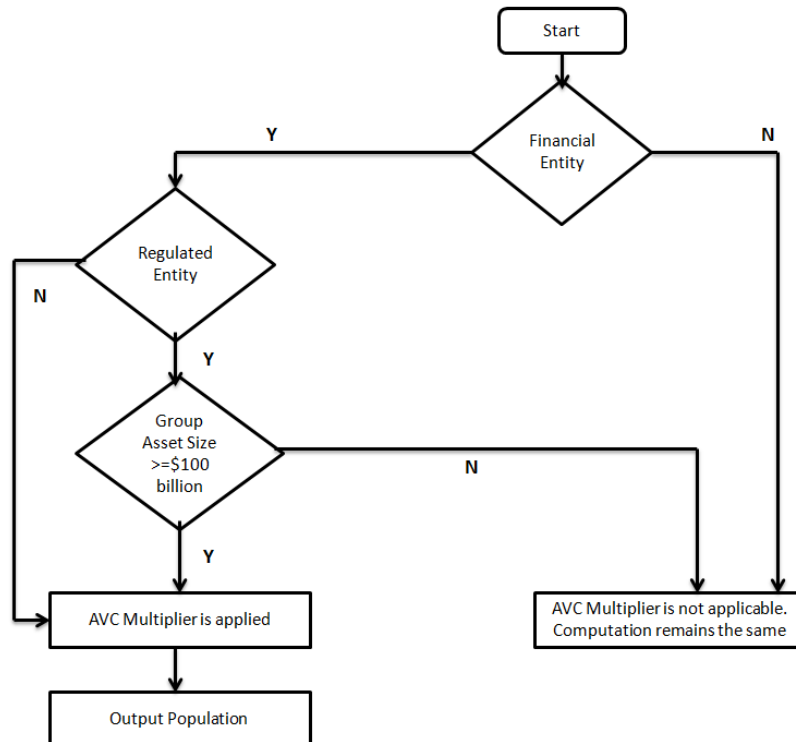 Start
Y
N
Financial
Entity
Regulated
Entity
N
Y
Group
Asset Size
>=$100
billion
N
Y
AVC Multiplier is applied
AVC Multiplier is not applicable.
Computation remains the same
Output Population